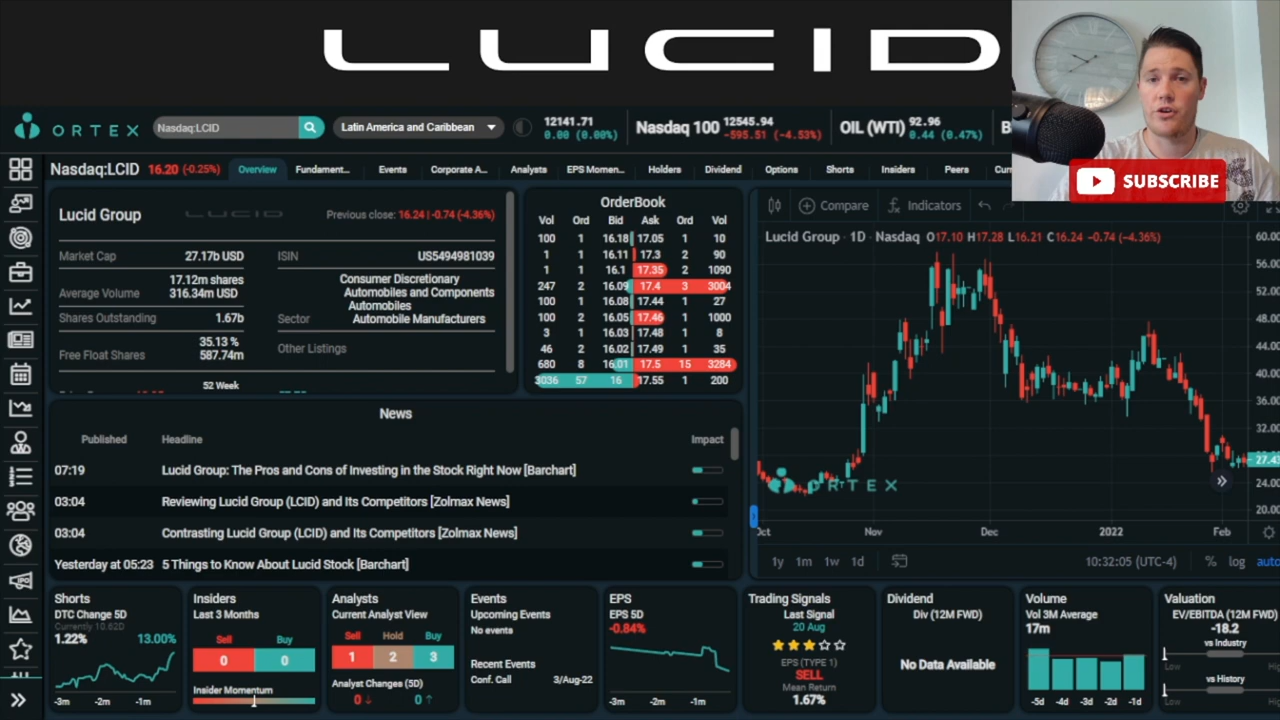 LUCID
ORTEX
Nasdaq:LCID
Latin America and Caribbean
12141.71
0.00 (0.00%)
Nasdaq 100
12545.94
-595.51 (-4.53%)
OIL (WTI)
92.96
0.44 (0.47%)
SUBSCRIBE
Nasdaq:LCID 16.20 (-0.25%)
Overview
Fundament...
Events
Corporate A...
Analysts
EPS Momen...
Holders
Dividend
Options
Shorts
Insiders
Peers
Lucid Group
LUCID
Previous close: 16.24 | -0.74 (-4.36%)
Market Cap 27.17b USD
ISIN US5494981039
Average Volume 17.12m shares
316.34m USD
Shares Outstanding 1.67b
Free Float Shares 35.13 %
587.74m
Sector Consumer Discretionary
Automobiles and Components
Automobiles
Automobile Manufacturers
Other Listings
52 Week
OrderBook
Vol Ord Bid Ask Ord Vol
100 1 16.18 17.05 1 10
1 1 16.11 17.3 2 90
1 1 16.1 17.35 2 1090
247 2 16.09 17.4 3 3004
100 1 16.08 17.44 1 27
100 2 16.05 17.46 1 1000
3 1 16.03 17.48 1 8
46 2 16.02 17.49 1 35
680 8 16.01 17.5 15 3284
3036 57 16 17.55 1 200
Compare
Indicators
Lucid Group · 1D · Nasdaq O17.10 H17.28 L16.21 C16.24 -0.74 (-4.36%)
60.00
48.00
44.00
40.00
36.00
32.00
28.00
27.43
24.00
20.00
ORTEX
Oct Nov Dec 2022 Feb
1y 1m 1w 1d
10:32:05 (UTC-4)
% log auto
News
Published Headline Impact
07:19 Lucid Group: The Pros and Cons of Investing in the Stock Right Now [Barchart]
03:04 Reviewing Lucid Group (LCID) and Its Competitors [Zolmax News]
03:04 Contrasting Lucid Group (LCID) and Its Competitors [Zolmax News]
Yesterday at 05:23 5 Things to Know About Lucid Stock [Barchart]
Shorts
DTC Change 5D
Currently 10.62D
1.22% 13.00%
-3m -2m -1m
Insiders
Last 3 Months
Sell Buy
0 0
Insider Momentum
-3m -2m -1m
Analysts
Current Analyst View
Sell Hold Buy
1 2 3
Analyst Changes (5D)
0 0
Events
Upcoming Events
No events
Recent Events
Conf. Call 3/Aug-22
EPS
EPS 5D
-0.84%
-3m -2m -1m
Trading Signals
Last Signal
20 Aug
EPS (TYPE 1)
SELL
Mean Return
1.67%
Dividend
Div (12M FWD)
No Data Available
Volume
Vol 3M Average
17m
-5d -4d -3d -2d -1d
Valuation
EV/EBITDA (12M FWD)
-18.2
vs Industry
Low
vs History
Low